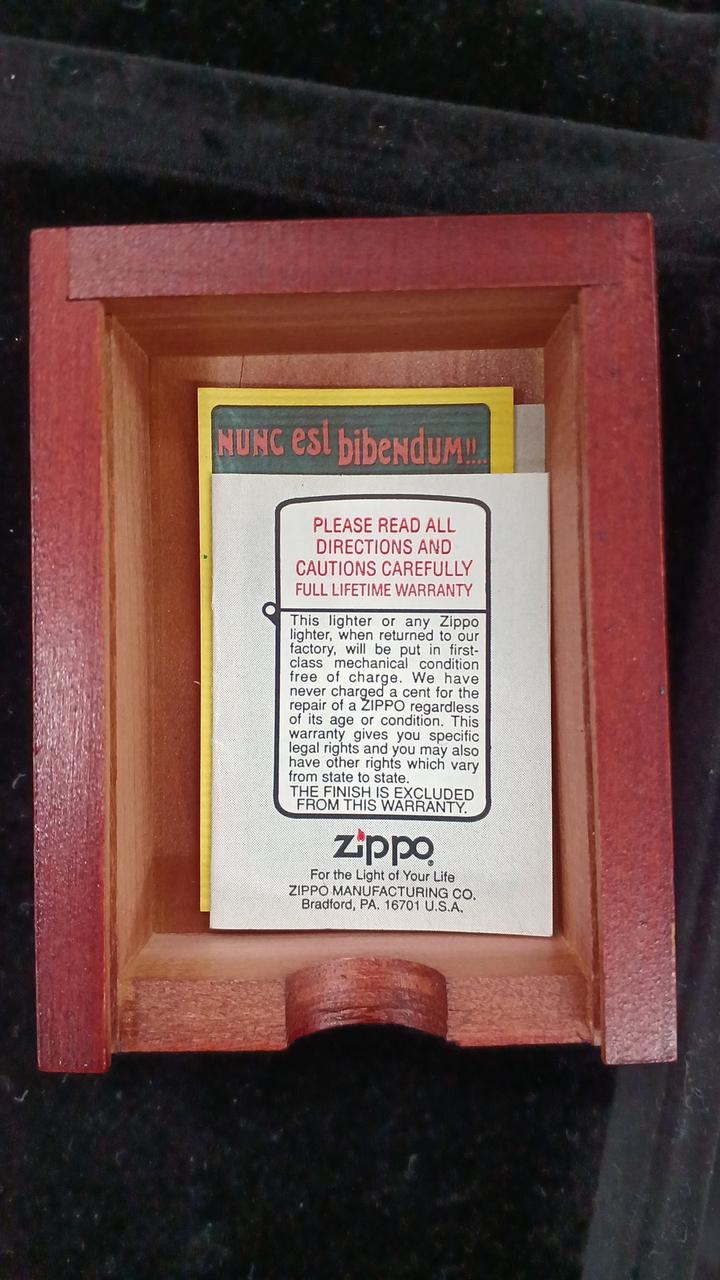 NUNC est bibendum!!..
PLEASE READ ALL
DIRECTIONS AND
CAUTIONS CAREFULLY
FULL LIFETIME WARRANTY
This lighter or any Zippo
lighter, when returned to our
factory, will be put in first-
class mechanical condition
free of charge. We have
never charged a cent for the
repair of a ZIPPO regardless
of its age or condition. This
warranty gives you specific
legal rights and you may also
have other rights which vary
from state to state.
THE FINISH IS EXCLUDED
FROM THIS WARRANTY.
zippo®
For the Light of Your Life
ZIPPO MANUFACTURING CO.
Bradford, PA. 16701 U.S.A.